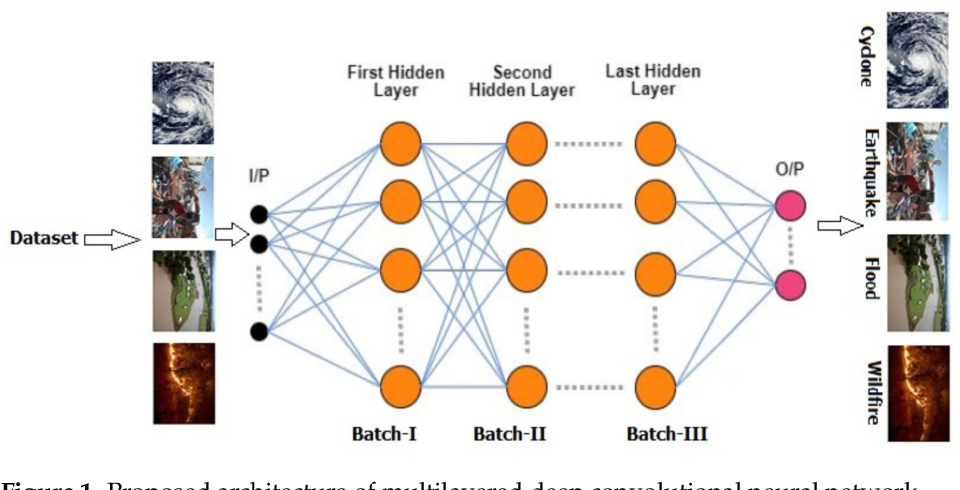 First Hidden
Layer
Second
Hidden Layer
Last Hidden
Layer
I/P
O/P
Dataset
Cyclone
Earthquake
Flood
Wildfire
Batch-I
Batch-II
Batch-III
Figure 1. Proposed architecture of multilayered deep convolutional neural network